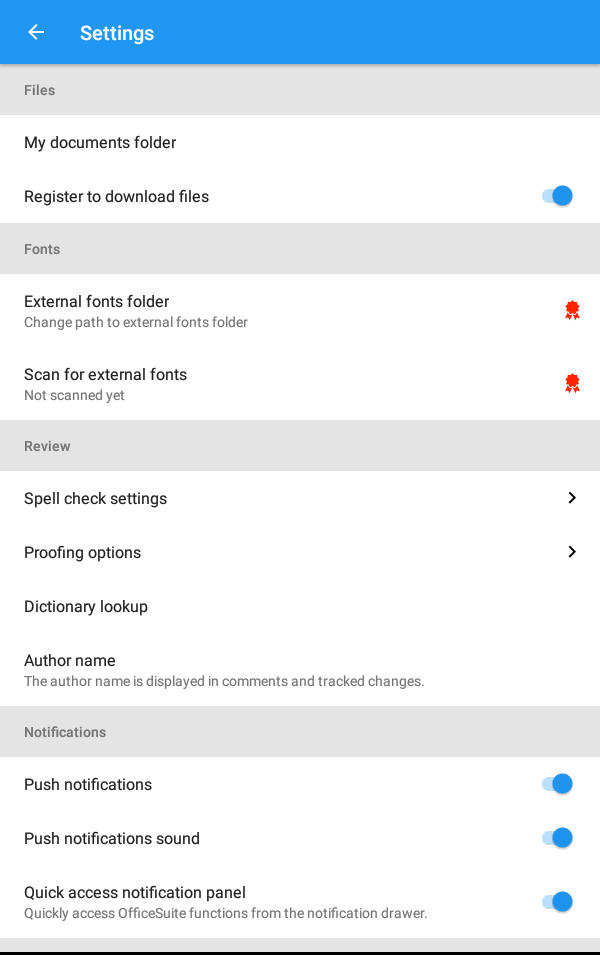 Settings
Files
My documents folder
Register to download files
Fonts
External fonts folder
Change path to external fonts folder
Scan for external fonts
Not scanned yet
Review
Spell check settings
Proofing options
Dictionary lookup
Author name
The author name is displayed in comments and tracked changes.
Notifications
Push notifications
Push notifications sound
Quick access notification panel
Quickly access OfficeSuite functions from the notification drawer.